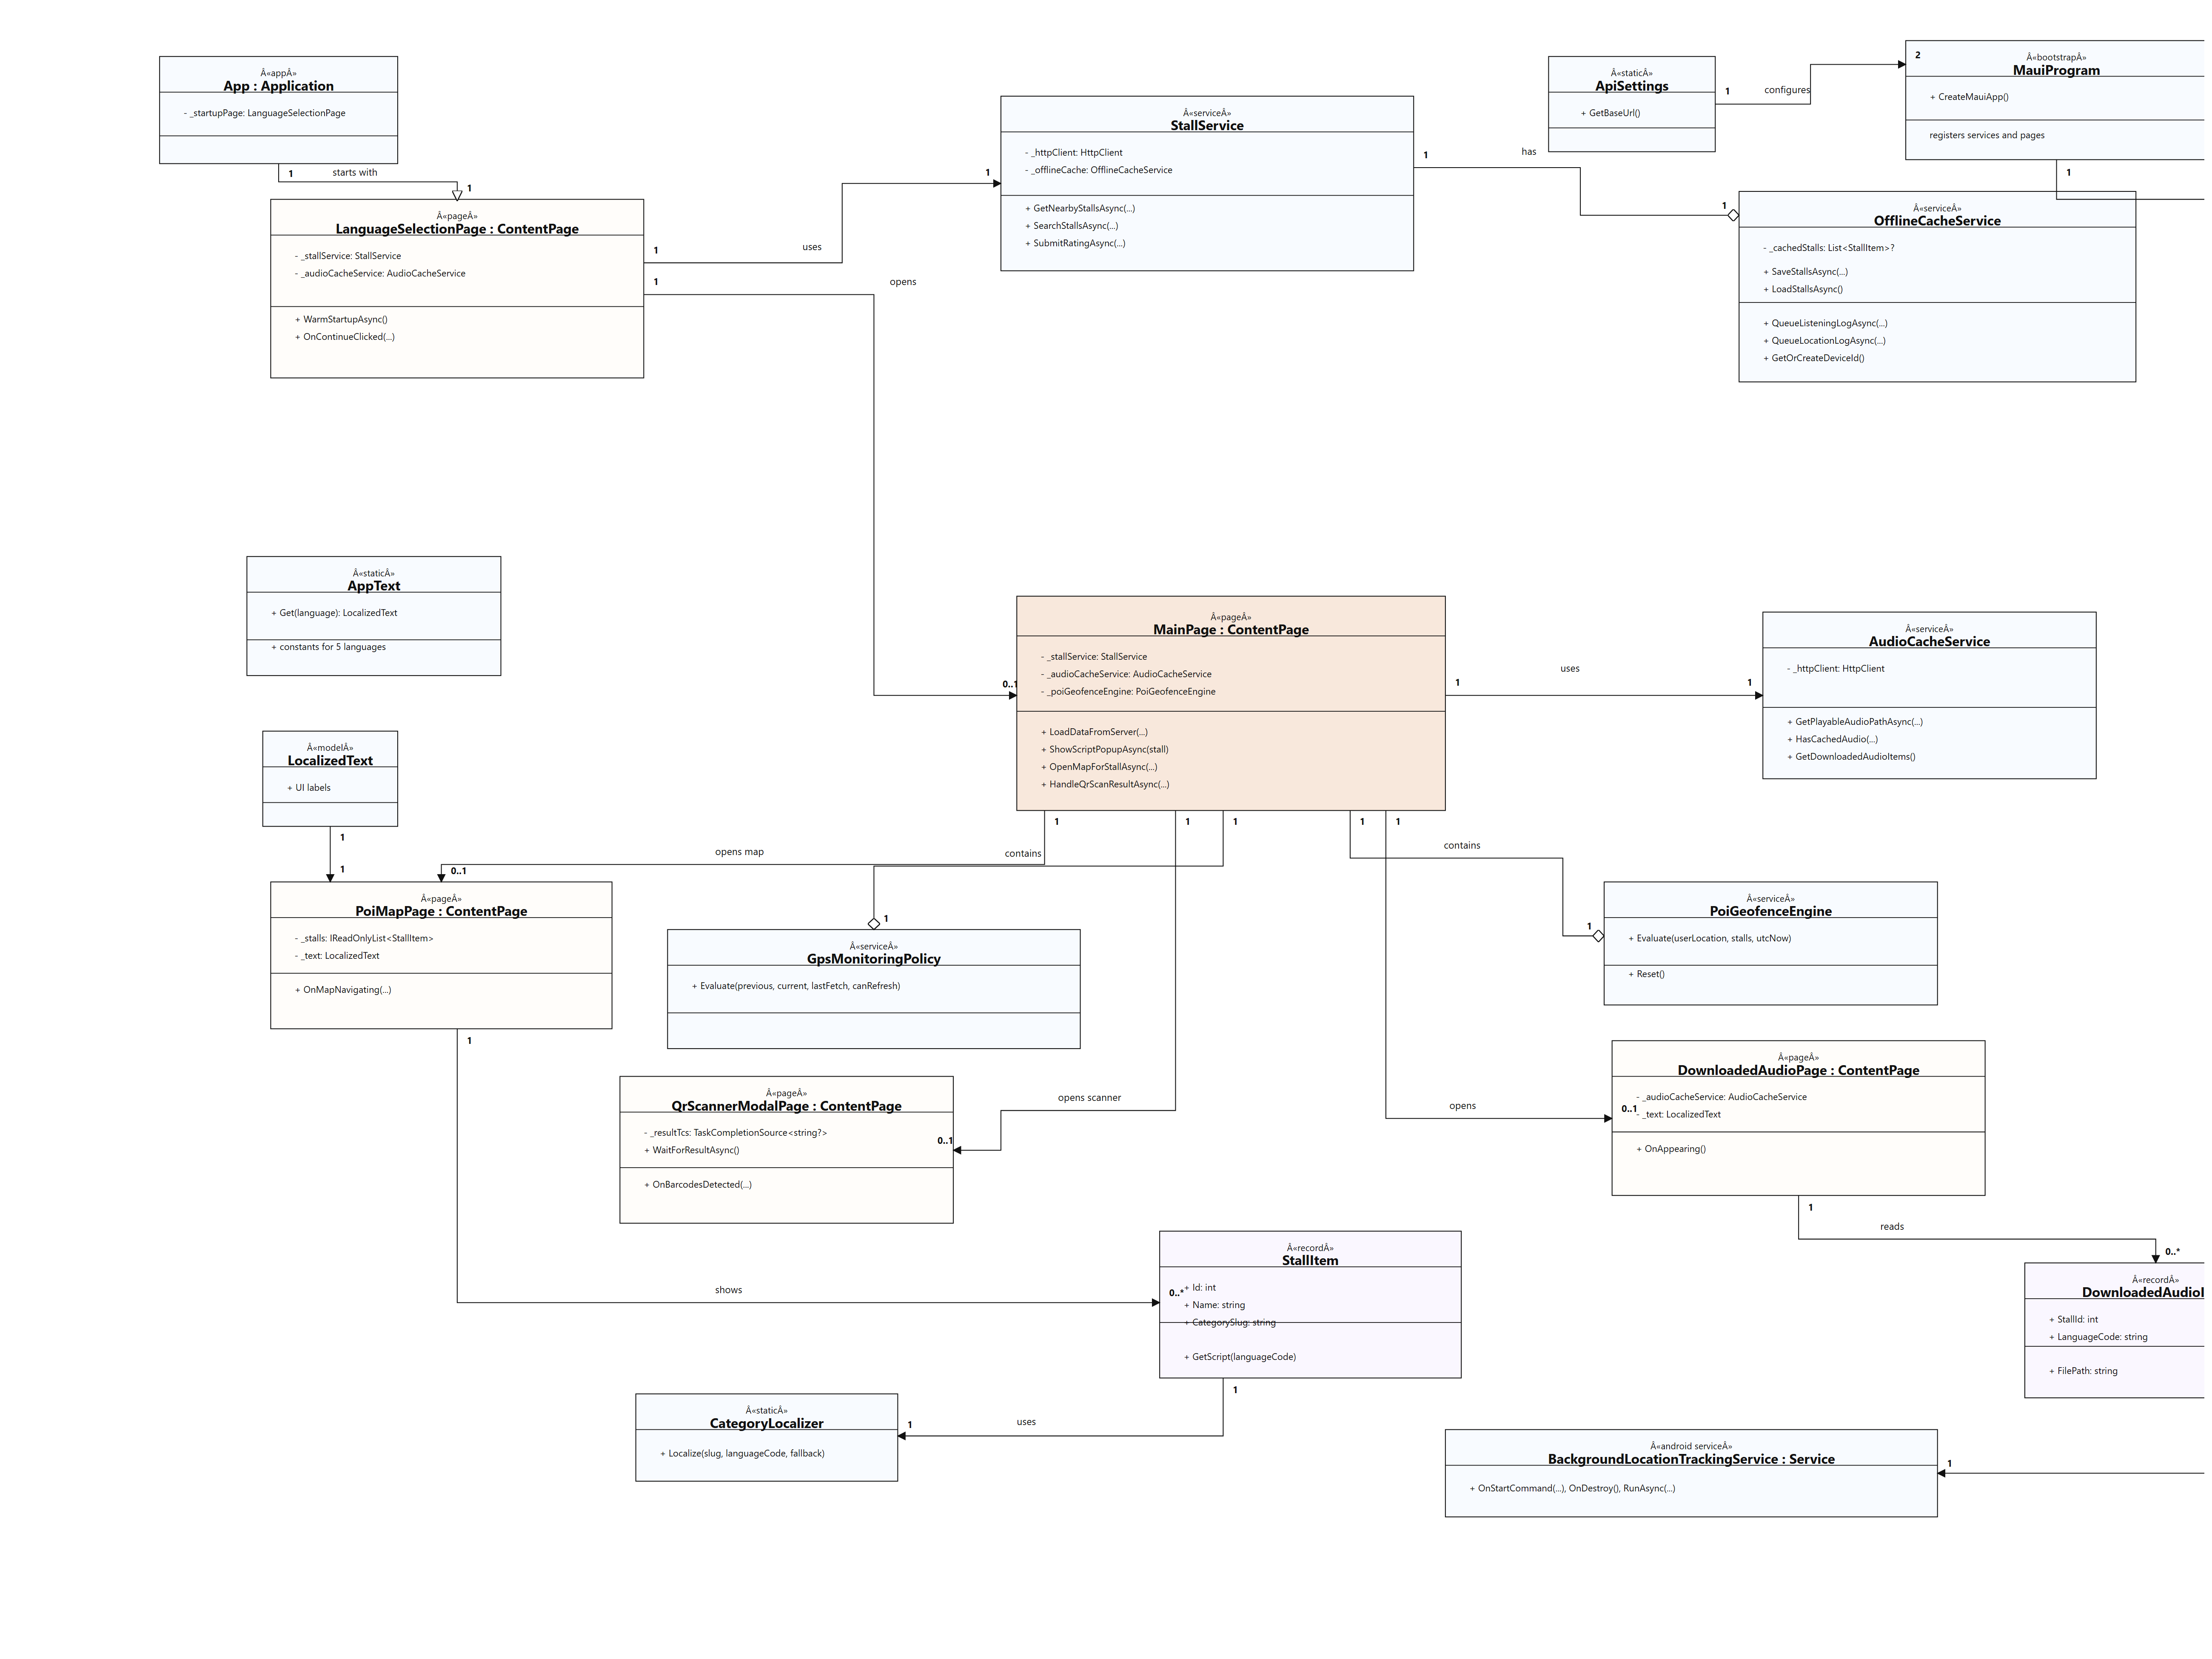 Â«appÂ»
App : Application
- _startupPage: LanguageSelectionPage
1
starts with
1
Â«pageÂ»
LanguageSelectionPage : ContentPage
- _stallService: StallService
- _audioCacheService: AudioCacheService
+ WarmStartupAsync()
+ OnContinueClicked(...)
1
uses
1
1
opens
Â«serviceÂ»
StallService
- _httpClient: HttpClient
- _offlineCache: OfflineCacheService
+ GetNearbyStallsAsync(...)
+ SearchStallsAsync(...)
+ SubmitRatingAsync(...)
1
has
1
Â«staticÂ»
ApiSettings
+ GetBaseUrl()
1
configures
2
Â«bootstrapÂ»
MauiProgram
+ CreateMauiApp()
registers services and pages
1
Â«serviceÂ»
OfflineCacheService
- _cachedStalls: List<StallItem>?
+ SaveStallsAsync(...)
+ LoadStallsAsync()
+ QueueListeningLogAsync(...)
+ QueueLocationLogAsync(...)
+ GetOrCreateDeviceId()
Â«staticÂ»
AppText
+ Get(language): LocalizedText
+ constants for 5 languages
Â«pageÂ»
MainPage : ContentPage
- _stallService: StallService
- _audioCacheService: AudioCacheService
- _poiGeofenceEngine: PoiGeofenceEngine
0..1
+ LoadDataFromServer(...)
+ ShowScriptPopupAsync(stall)
+ OpenMapForStallAsync(...)
+ HandleQrScanResultAsync(...)
1
uses
1
Â«serviceÂ»
AudioCacheService
- _httpClient: HttpClient
+ GetPlayableAudioPathAsync(...)
+ HasCachedAudio(...)
+ GetDownloadedAudioItems()
Â«modelÂ»
LocalizedText
+ UI labels
1
1
1
1
1
1
1
opens map
contains
contains
0..1
1
1
Â«pageÂ»
PoiMapPage : ContentPage
- _stalls: IReadOnlyList<StallItem>
- _text: LocalizedText
+ OnMapNavigating(...)
1
Â«serviceÂ»
GpsMonitoringPolicy
+ Evaluate(previous, current, lastFetch, canRefresh)
Â«serviceÂ»
PoiGeofenceEngine
+ Evaluate(userLocation, stalls, utcNow)
+ Reset()
Â«pageÂ»
QrScannerModalPage : ContentPage
- _resultTcs: TaskCompletionSource<string?>
+ WaitForResultAsync()
+ OnBarcodesDetected(...)
0..1
opens scanner
opens
0..1
Â«pageÂ»
DownloadedAudioPage : ContentPage
- _audioCacheService: AudioCacheService
- _text: LocalizedText
+ OnAppearing()
1
reads
0..*
Â«recordÂ»
StallItem
+ Id: int
+ Name: string
+ CategorySlug: string
+ GetScript(languageCode)
0..*
shows
1
uses
1
Â«recordÂ»
DownloadedAudioI
+ StallId: int
+ LanguageCode: string
+ FilePath: string
Â«staticÂ»
CategoryLocalizer
+ Localize(slug, languageCode, fallback)
Â«android serviceÂ»
BackgroundLocationTrackingService : Service
+ OnStartCommand(...), OnDestroy(), RunAsync(...)
1